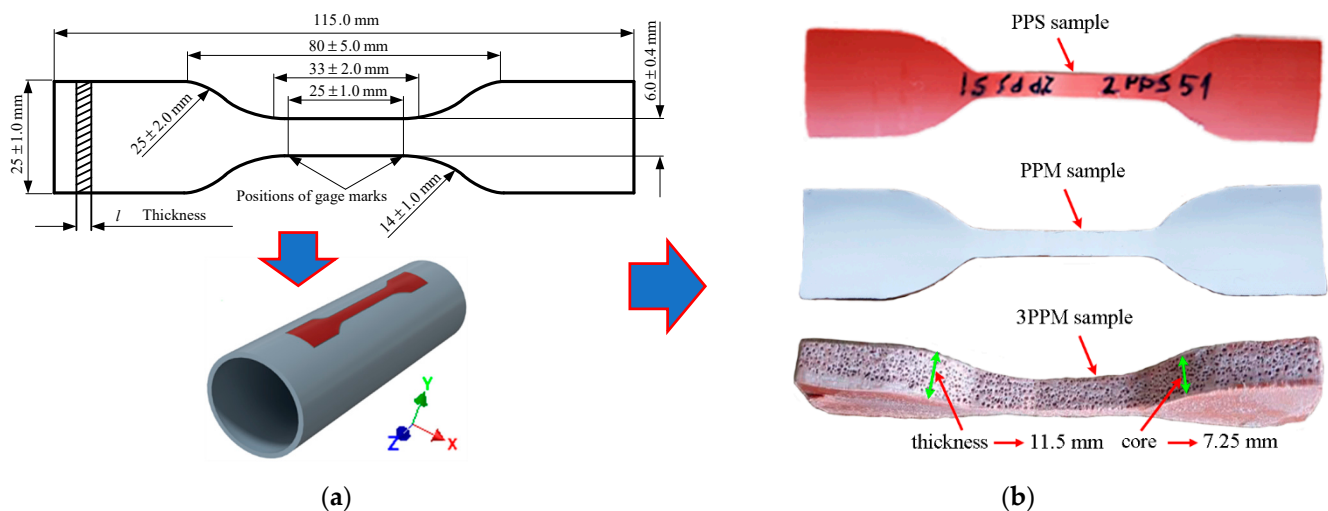 115.0 mm
80 ± 5.0 mm
33 ± 2.0 mm
25 ± 1.0 mm
6.0 ± 0.4 mm
25 ± 1.0 mm
25 ± 2.0 mm
Positions of gage marks
14 ± 1.0 mm
l Thickness
Y
Z X
(a)
PPS sample
2PPS51 2PPS51
PPM sample
3PPM sample
thickness 11.5 mm core 7.25 mm
(b)